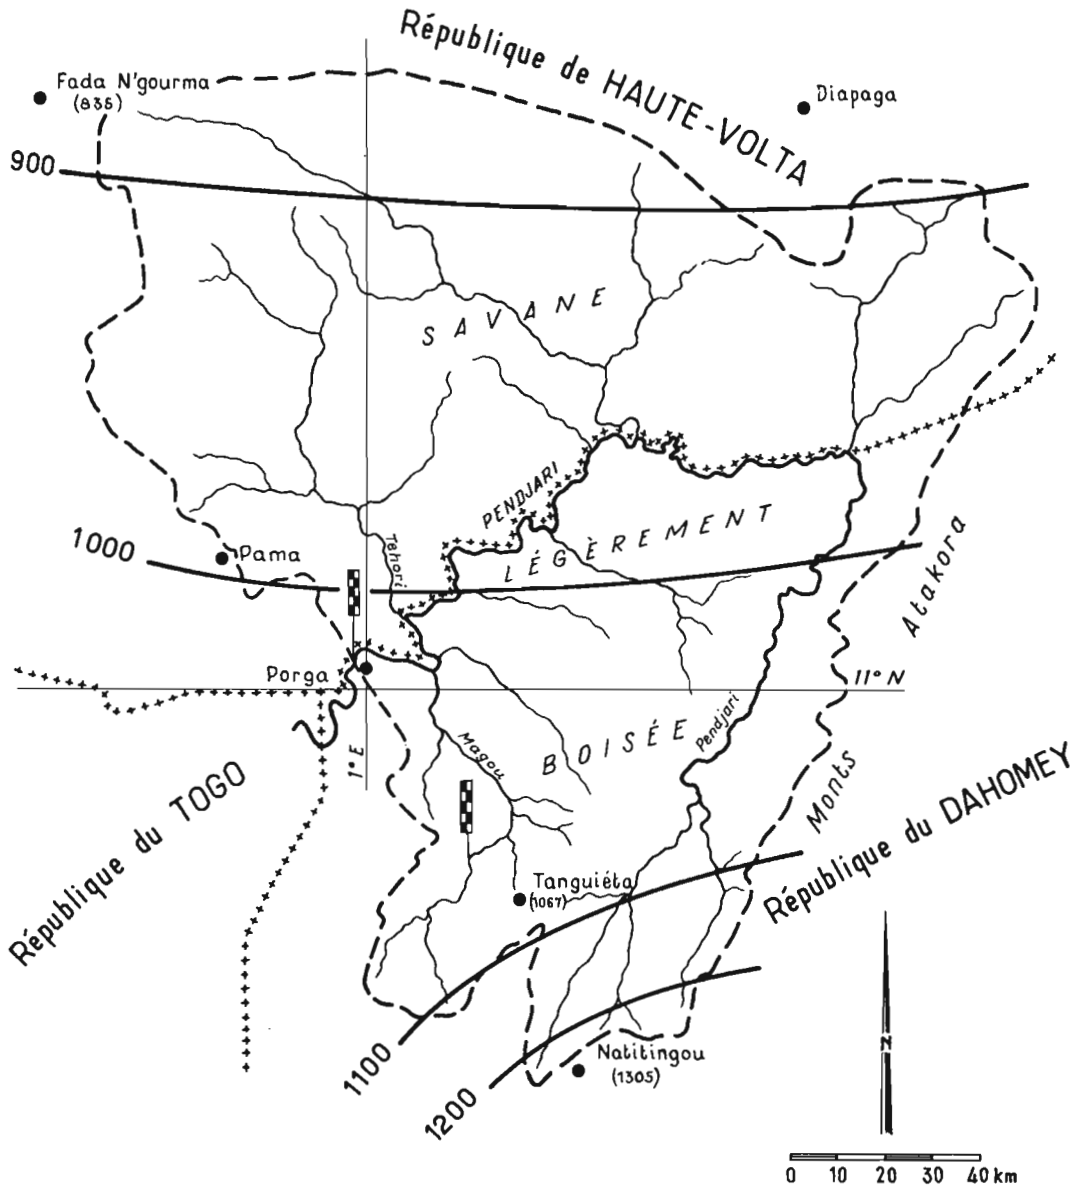 République de HAUTE-VOLTA
Fada N'gourma
(835)
Diapaga
900
SAVANE
PENDJARI
LÉGÈREMENT
1000
Pama
Tehori
Atakora
Porga
11° N
1° E
Magou
BOISÉE
Pendjari
Monts
République du TOGO
République du DAHOMEY
Tanguiéta
(1067)
1100
Natitingou
(1305)
1200
N
0 10 20 30 40 km